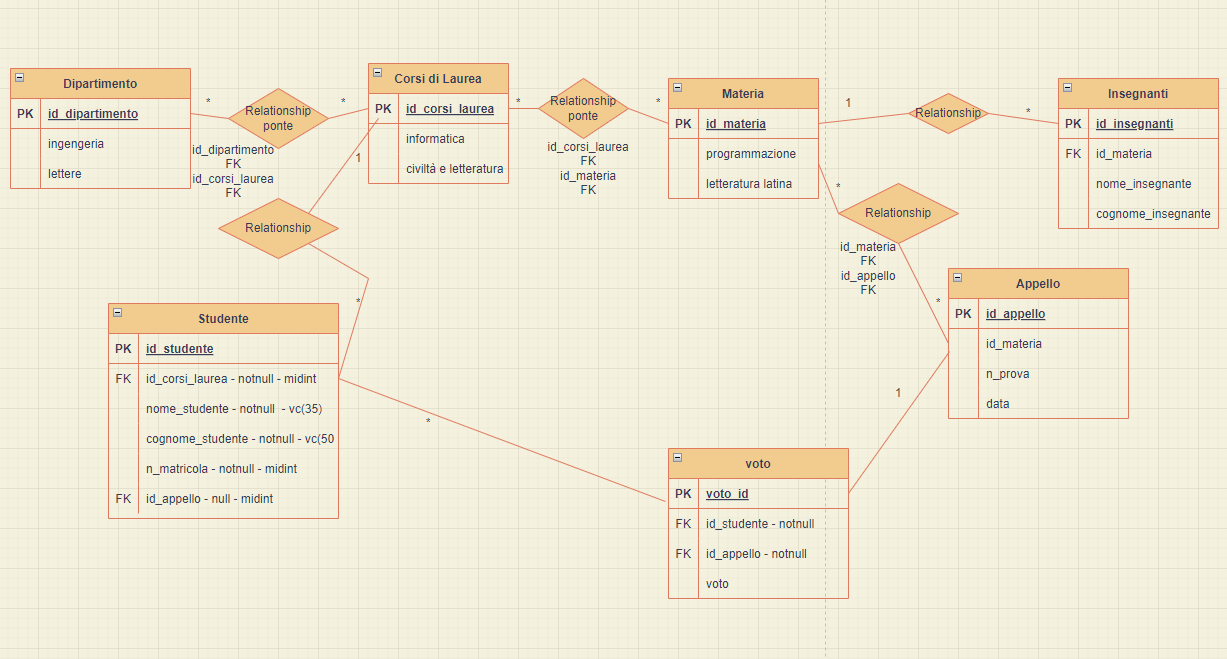 Dipartimento
PK id_dipartimento
ingengeria
lettere
*
Relationship
ponte
*
id_dipartimento
FK
id_corsi_laurea
FK
Corsi di Laurea
PK id_corsi_laurea
informatica
civiltà e letteratura
*
Relationship
ponte
*
id_corsi_laurea
FK
id_materia
FK
Materia
PK id_materia
programmazione
letteratura latina
1
Relationship
*
Insegnanti
PK id_insegnanti
FK id_materia
nome_insegnante
cognome_insegnante
1
Relationship
*
*
Relationship
id_materia
FK
id_appello
FK
*
Appello
PK id_appello
id_materia
n_prova
data
Studente
PK id_studente
FK id_corsi_laurea - notnull - midint
nome_studente - notnull - vc(35)
cognome_studente - notnull - vc(50
n_matricola - notnull - midint
FK id_appello - null - midint
*
1
voto
PK voto_id
FK id_studente - notnull
FK id_appello - notnull
voto